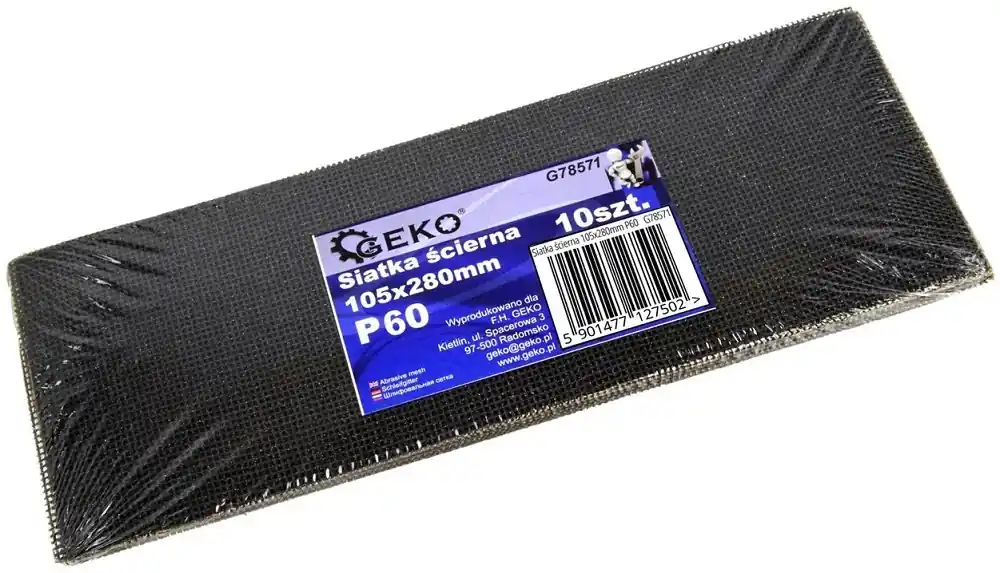 G78571
GEKO®
Siatka ścierna
105x280mm
P60
10szt.
Wyprodukowano dla
F.H. GEKO
Kietlin, ul. Spacerowa 3
97-500 Radomsko
geko@geko.pl
www.geko.pl
Abrasive mesh
Schleifgitter
Шлифовальная сетка
Siatka ścierna 105x280mm P60 G78571
5 901477 127502 >